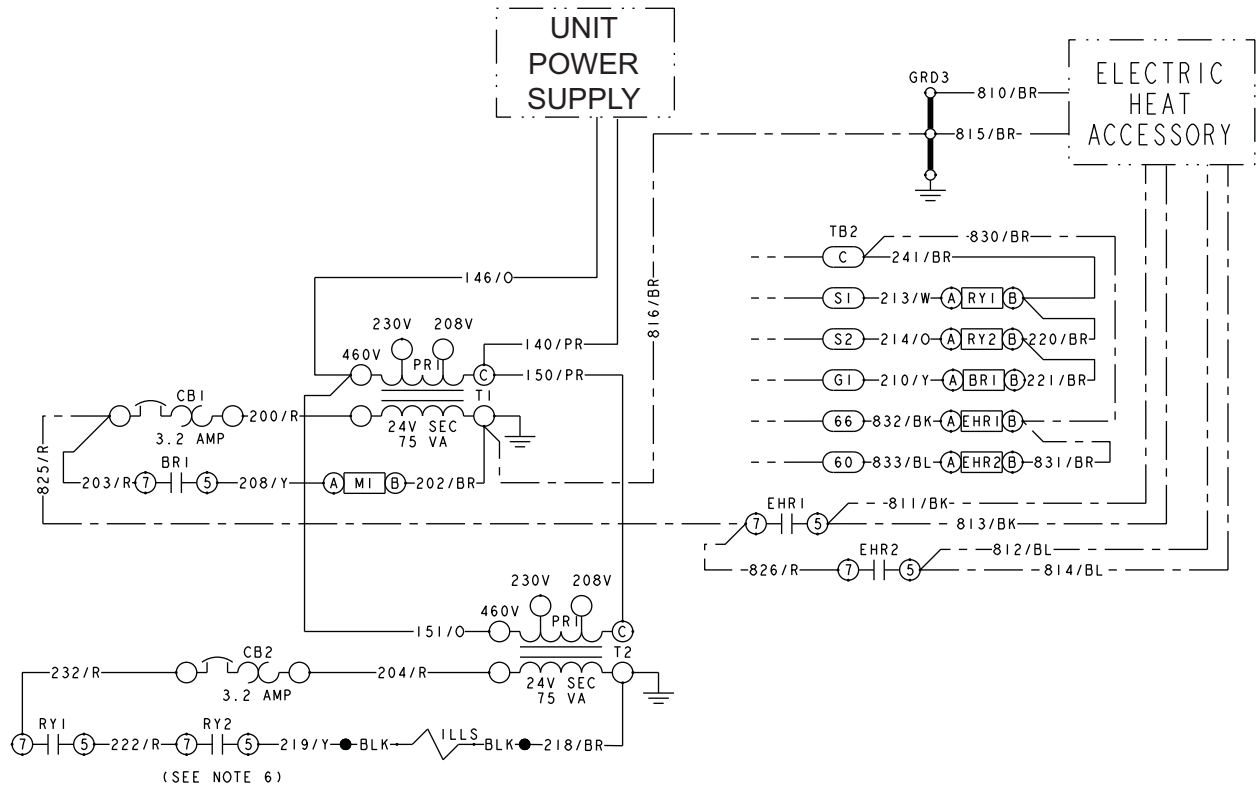 UNIT
POWER
SUPPLY
ELECTRIC
HEAT
ACCESSORY
GRD3
810/BR
815/BR
816/BR
TB2
830/BR
C
241/BR
S1 213/W A RY1 B
S2 214/O A RY2 B 220/BR
G1 210/Y A BR1 B 221/BR
66 832/BK A EHR1 B
60 833/BL A EHR2 B 831/BR
146/O
230V 208V
140/PR
460V PR1 C 150/PR
T1
CB1
200/R
3.2 AMP
24V SEC
75 VA
825/R
BR1
203/R 7 5 208/Y A M1 B 202/BR
EHR1
811/BK
7 5 813/BK
EHR2
812/BL
826/R 7 5 814/BL
230V 208V
460V PR1
151/O C
T2
CB2
232/R 204/R
3.2 AMP
24V SEC
75 VA
RY1 RY2 ILLS
7 5 222/R 7 5 219/Y BLK BLK 218/BR
(SEE NOTE 6)